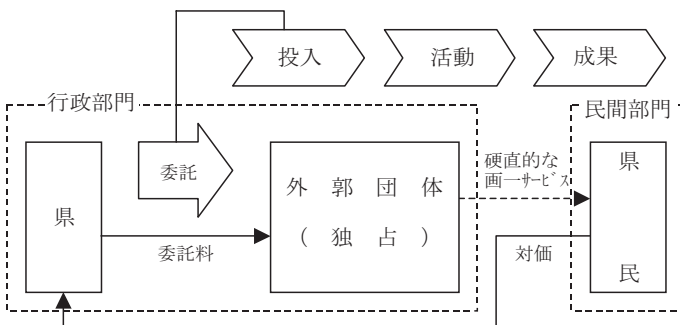 投入
活動
成果
行政部門
民間部門
委託
県
外郭団体
(独占)
硬直的な
画一ｻｰﾋﾞｽ
県
民
委託料
対価